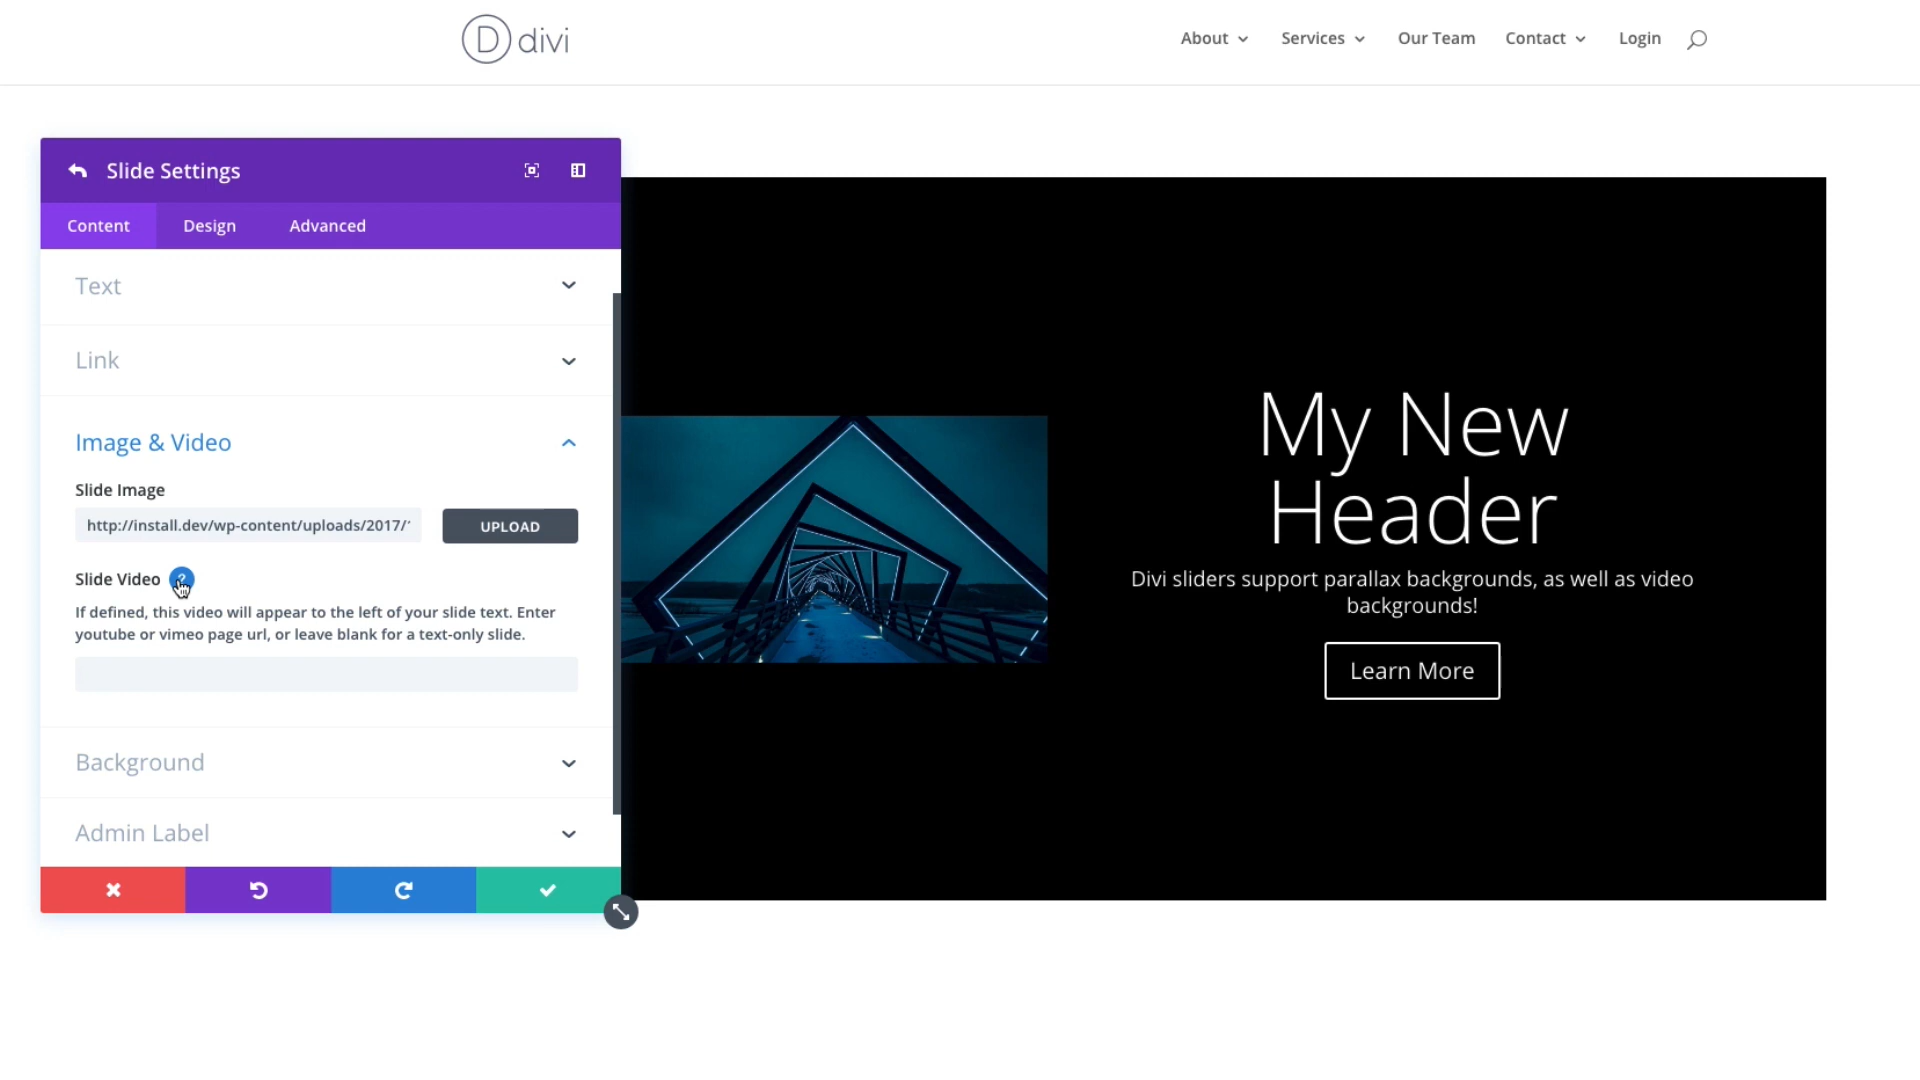 D divi
About
Services
Our Team
Contact
Login
Slide Settings
Content
Design
Advanced
Text
Link
Image & Video
Slide Image
http://install.dev/wp-content/uploads/2017/
UPLOAD
Slide Video ?
If defined, this video will appear to the left of your slide text. Enter
youtube or vimeo page url, or leave blank for a text-only slide.
Background
Admin Label
My New
Header
Divi sliders support parallax backgrounds, as well as video
backgrounds!
Learn More